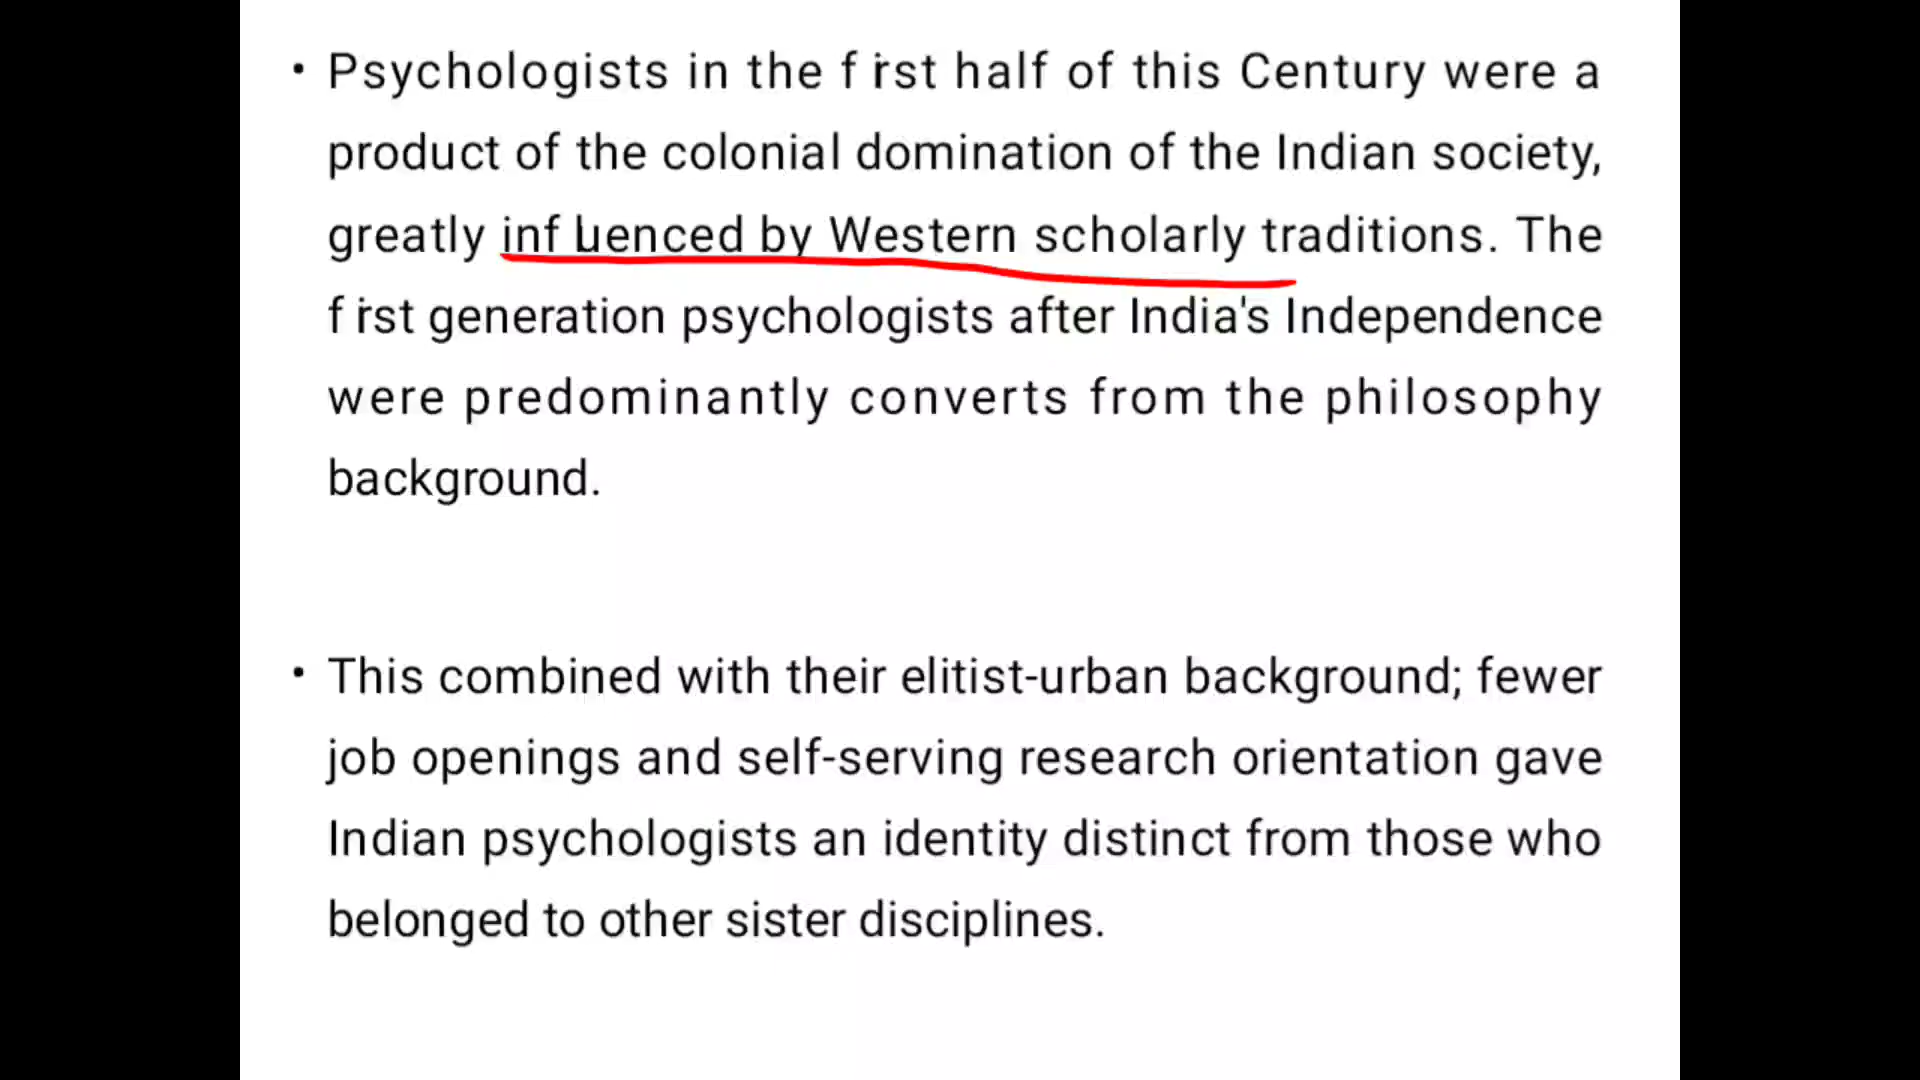 • Psychologists in the first half of this Century were a
product of the colonial domination of the Indian society,
greatly influenced by Western scholarly traditions. The
first generation psychologists after India's Independence
were predominantly converts from the philosophy
background.
• This combined with their elitist-urban background; fewer
job openings and self-serving research orientation gave
Indian psychologists an identity distinct from those who
belonged to other sister disciplines.